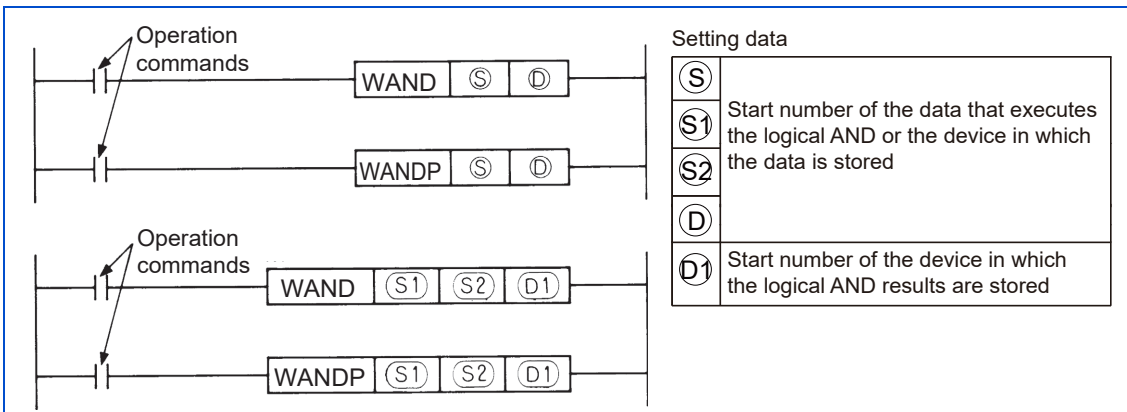 Operation
commands
WAND Ⓢ Ⓓ
WANDP Ⓢ Ⓓ
Operation
commands
WAND S1 S2 D1
WANDP S1 S2 D1
Setting data
Ⓢ
S1
S2
Ⓓ
Start number of the data that executes
the logical AND or the device in which
the data is stored
D1
Start number of the device in which
the logical AND results are stored